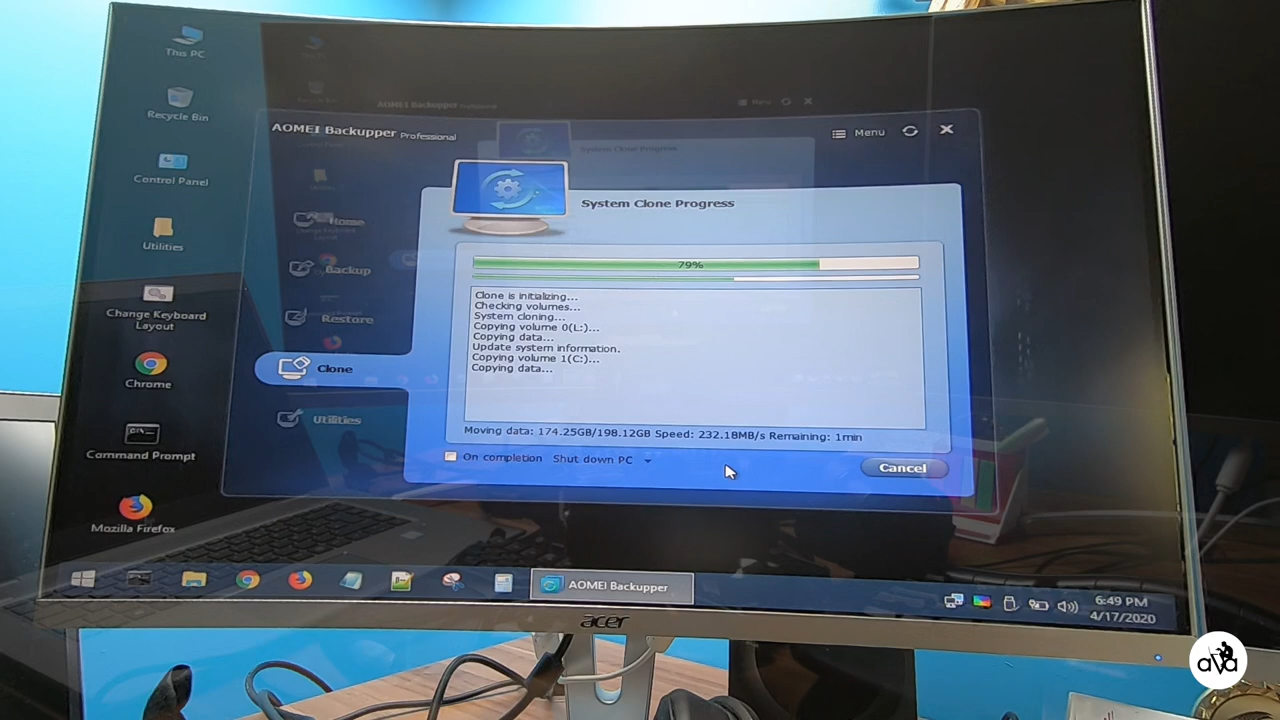 This PC
Recycle Bin
Control Panel
Utilities
Change Keyboard
Layout
Chrome
Command Prompt
Mozilla Firefox
AOMEI Backupper Professional
Menu
Home
Backup
Restore
Clone
Utilities
System Clone Progress
79%
Clone is initializing...
Checking volumes...
System cloning...
Copying volume 0(L:)...
Copying data...
Update system information.
Copying volume 1(C:)...
Copying data...
Moving data: 174.25GB/198.12GB Speed: 232.18MB/s Remaining: 1min
On completion Shut down PC
Cancel
AOMEI Backupper
6:49 PM
4/17/2020
acer
ava